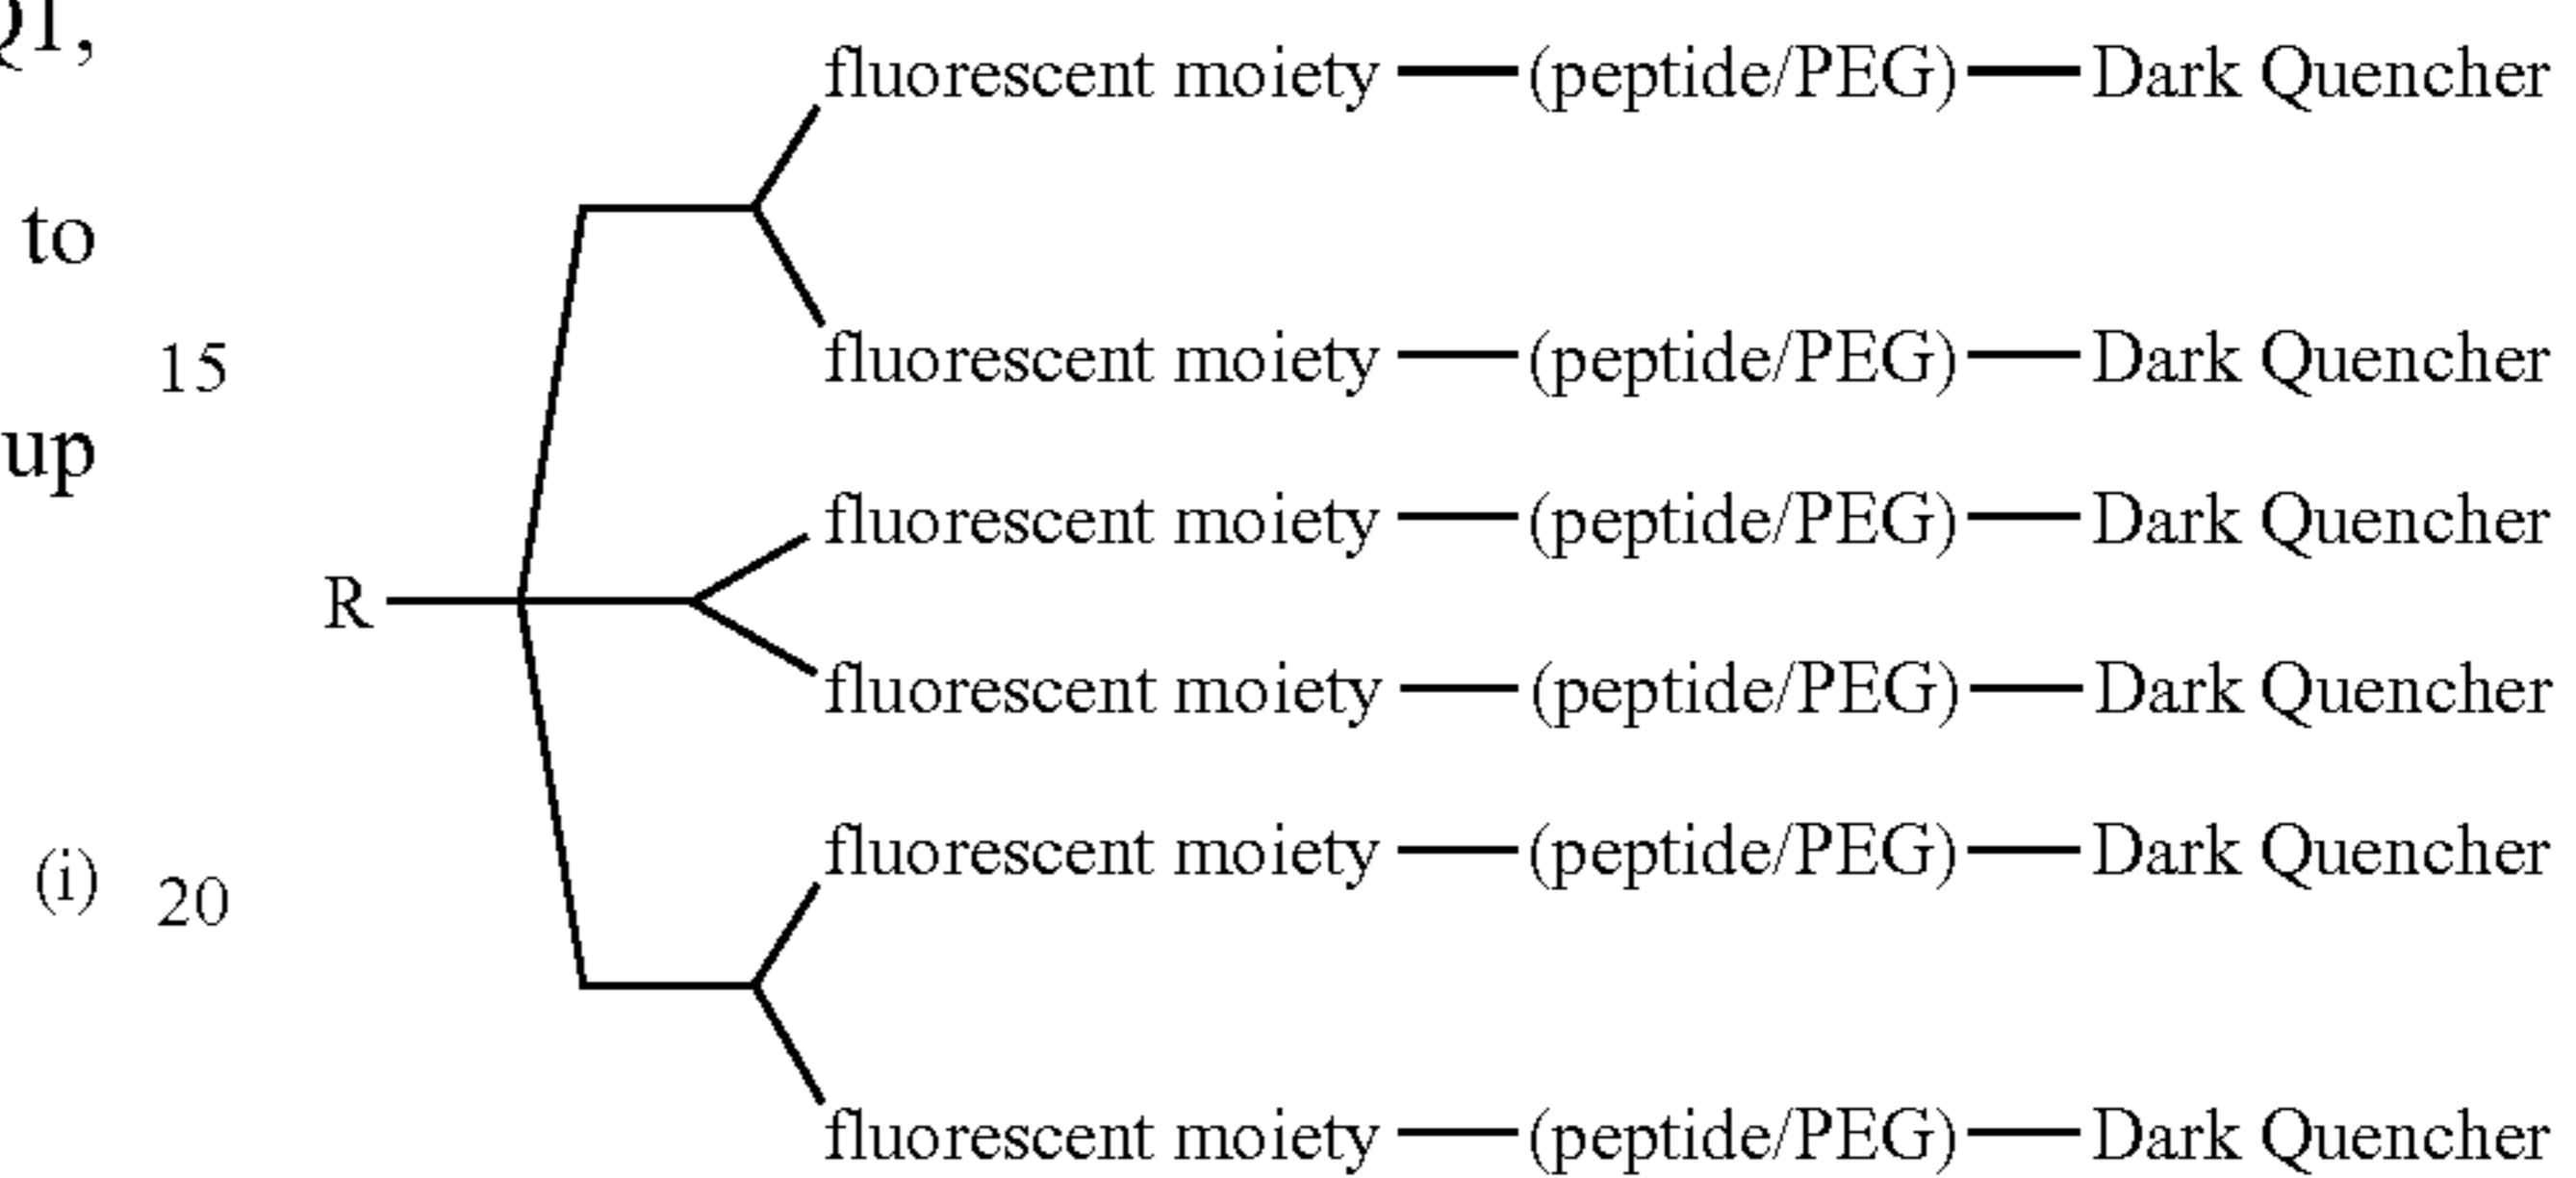 Q1,
fluorescent moiety — (peptide/PEG) — Dark Quencher
to
15 fluorescent moiety — (peptide/PEG) — Dark Quencher
up
fluorescent moiety — (peptide/PEG) — Dark Quencher
R
fluorescent moiety — (peptide/PEG) — Dark Quencher
fluorescent moiety — (peptide/PEG) — Dark Quencher
(i) 20
fluorescent moiety — (peptide/PEG) — Dark Quencher